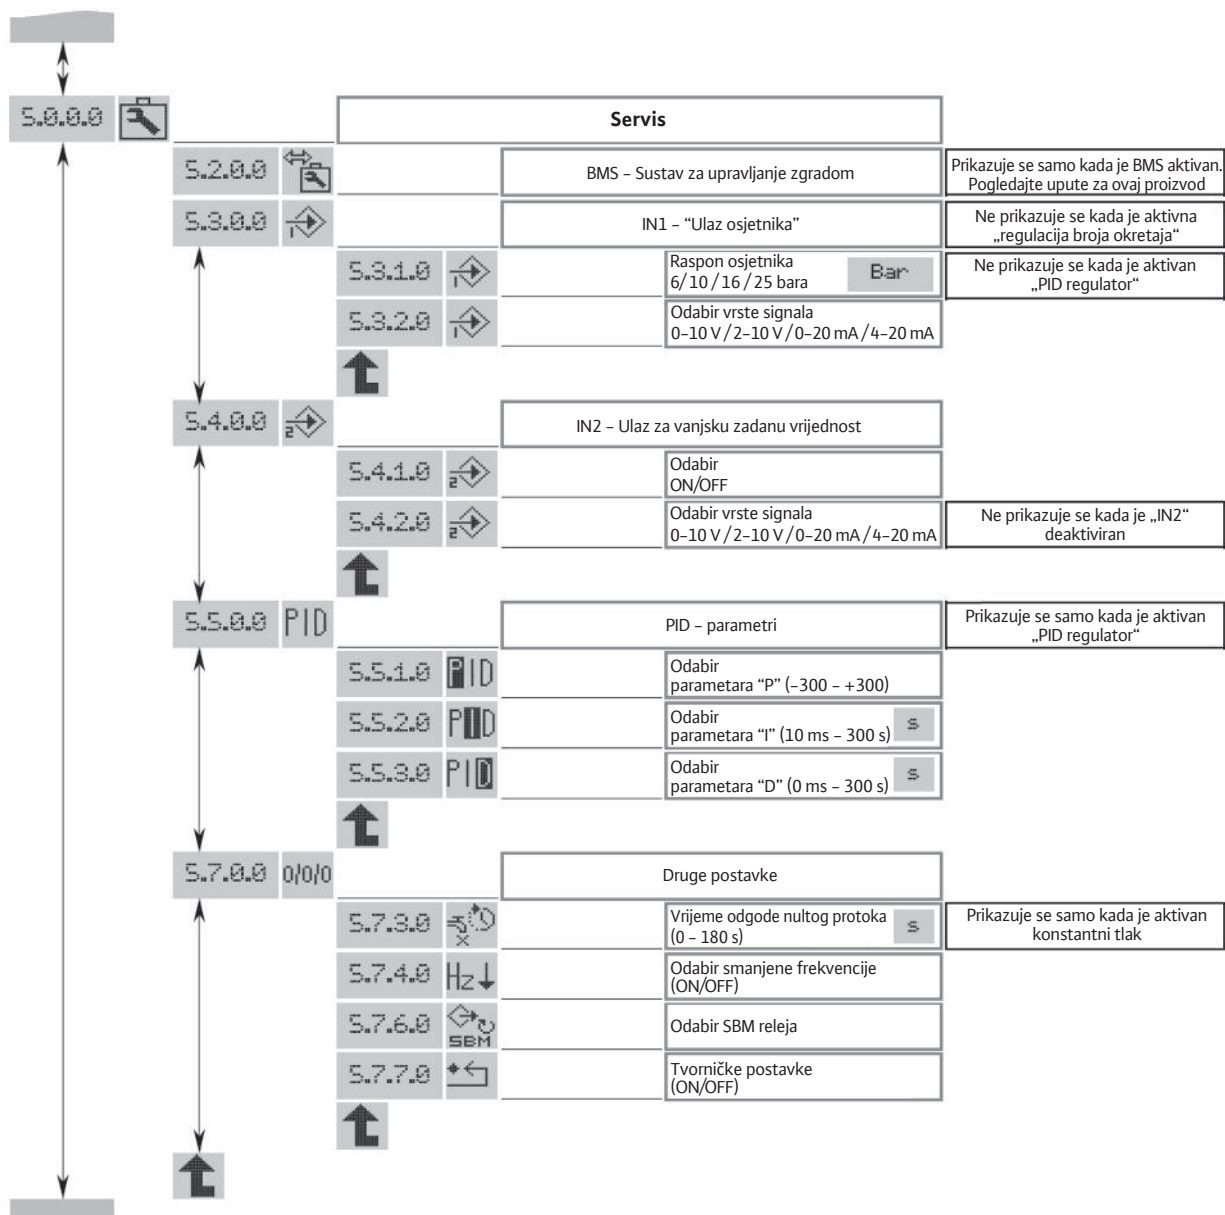 5.0.0.0
Servis
5.2.0.0
BMS – Sustav za upravljanje zgradom
Prikazuje se samo kada je BMS aktivan.
Pogledajte upute za ovaj proizvod
5.3.0.0
1
IN1 – “Ulaz osjetnika”
Ne prikazuje se kada je aktivna
„regulacija broja okretaja“
5.3.1.0
1
Raspon osjetnika
6/ 10 / 16 / 25 bara
Bar
Ne prikazuje se kada je aktivan
„PID regulator“
5.3.2.0
1
Odabir vrste signala
0–10 V / 2–10 V / 0–20 mA / 4–20 mA
5.4.0.0
2
IN2 – Ulaz za vanjsku zadanu vrijednost
5.4.1.0
2
Odabir
ON/OFF
5.4.2.0
2
Odabir vrste signala
0–10 V / 2–10 V / 0–20 mA / 4–20 mA
Ne prikazuje se kada je „IN2“
deaktiviran
5.5.0.0
PID
PID – parametri
Prikazuje se samo kada je aktivan
„PID regulator“
5.5.1.0
PID
Odabir
parametara “P” (–300 – +300)
5.5.2.0
PID
Odabir
parametara “I” (10 ms – 300 s)
s
5.5.3.0
PID
Odabir
parametara “D” (0 ms – 300 s)
s
5.7.0.0
0/0/0
Druge postavke
5.7.3.0
Vrijeme odgode nultog protoka
(0 – 180 s)
s
Prikazuje se samo kada je aktivan
konstantni tlak
5.7.4.0
Hz
Odabir smanjene frekvencije
(ON/OFF)
5.7.6.0
SBM
Odabir SBM releja
5.7.7.0
Tvorničke postavke
(ON/OFF)